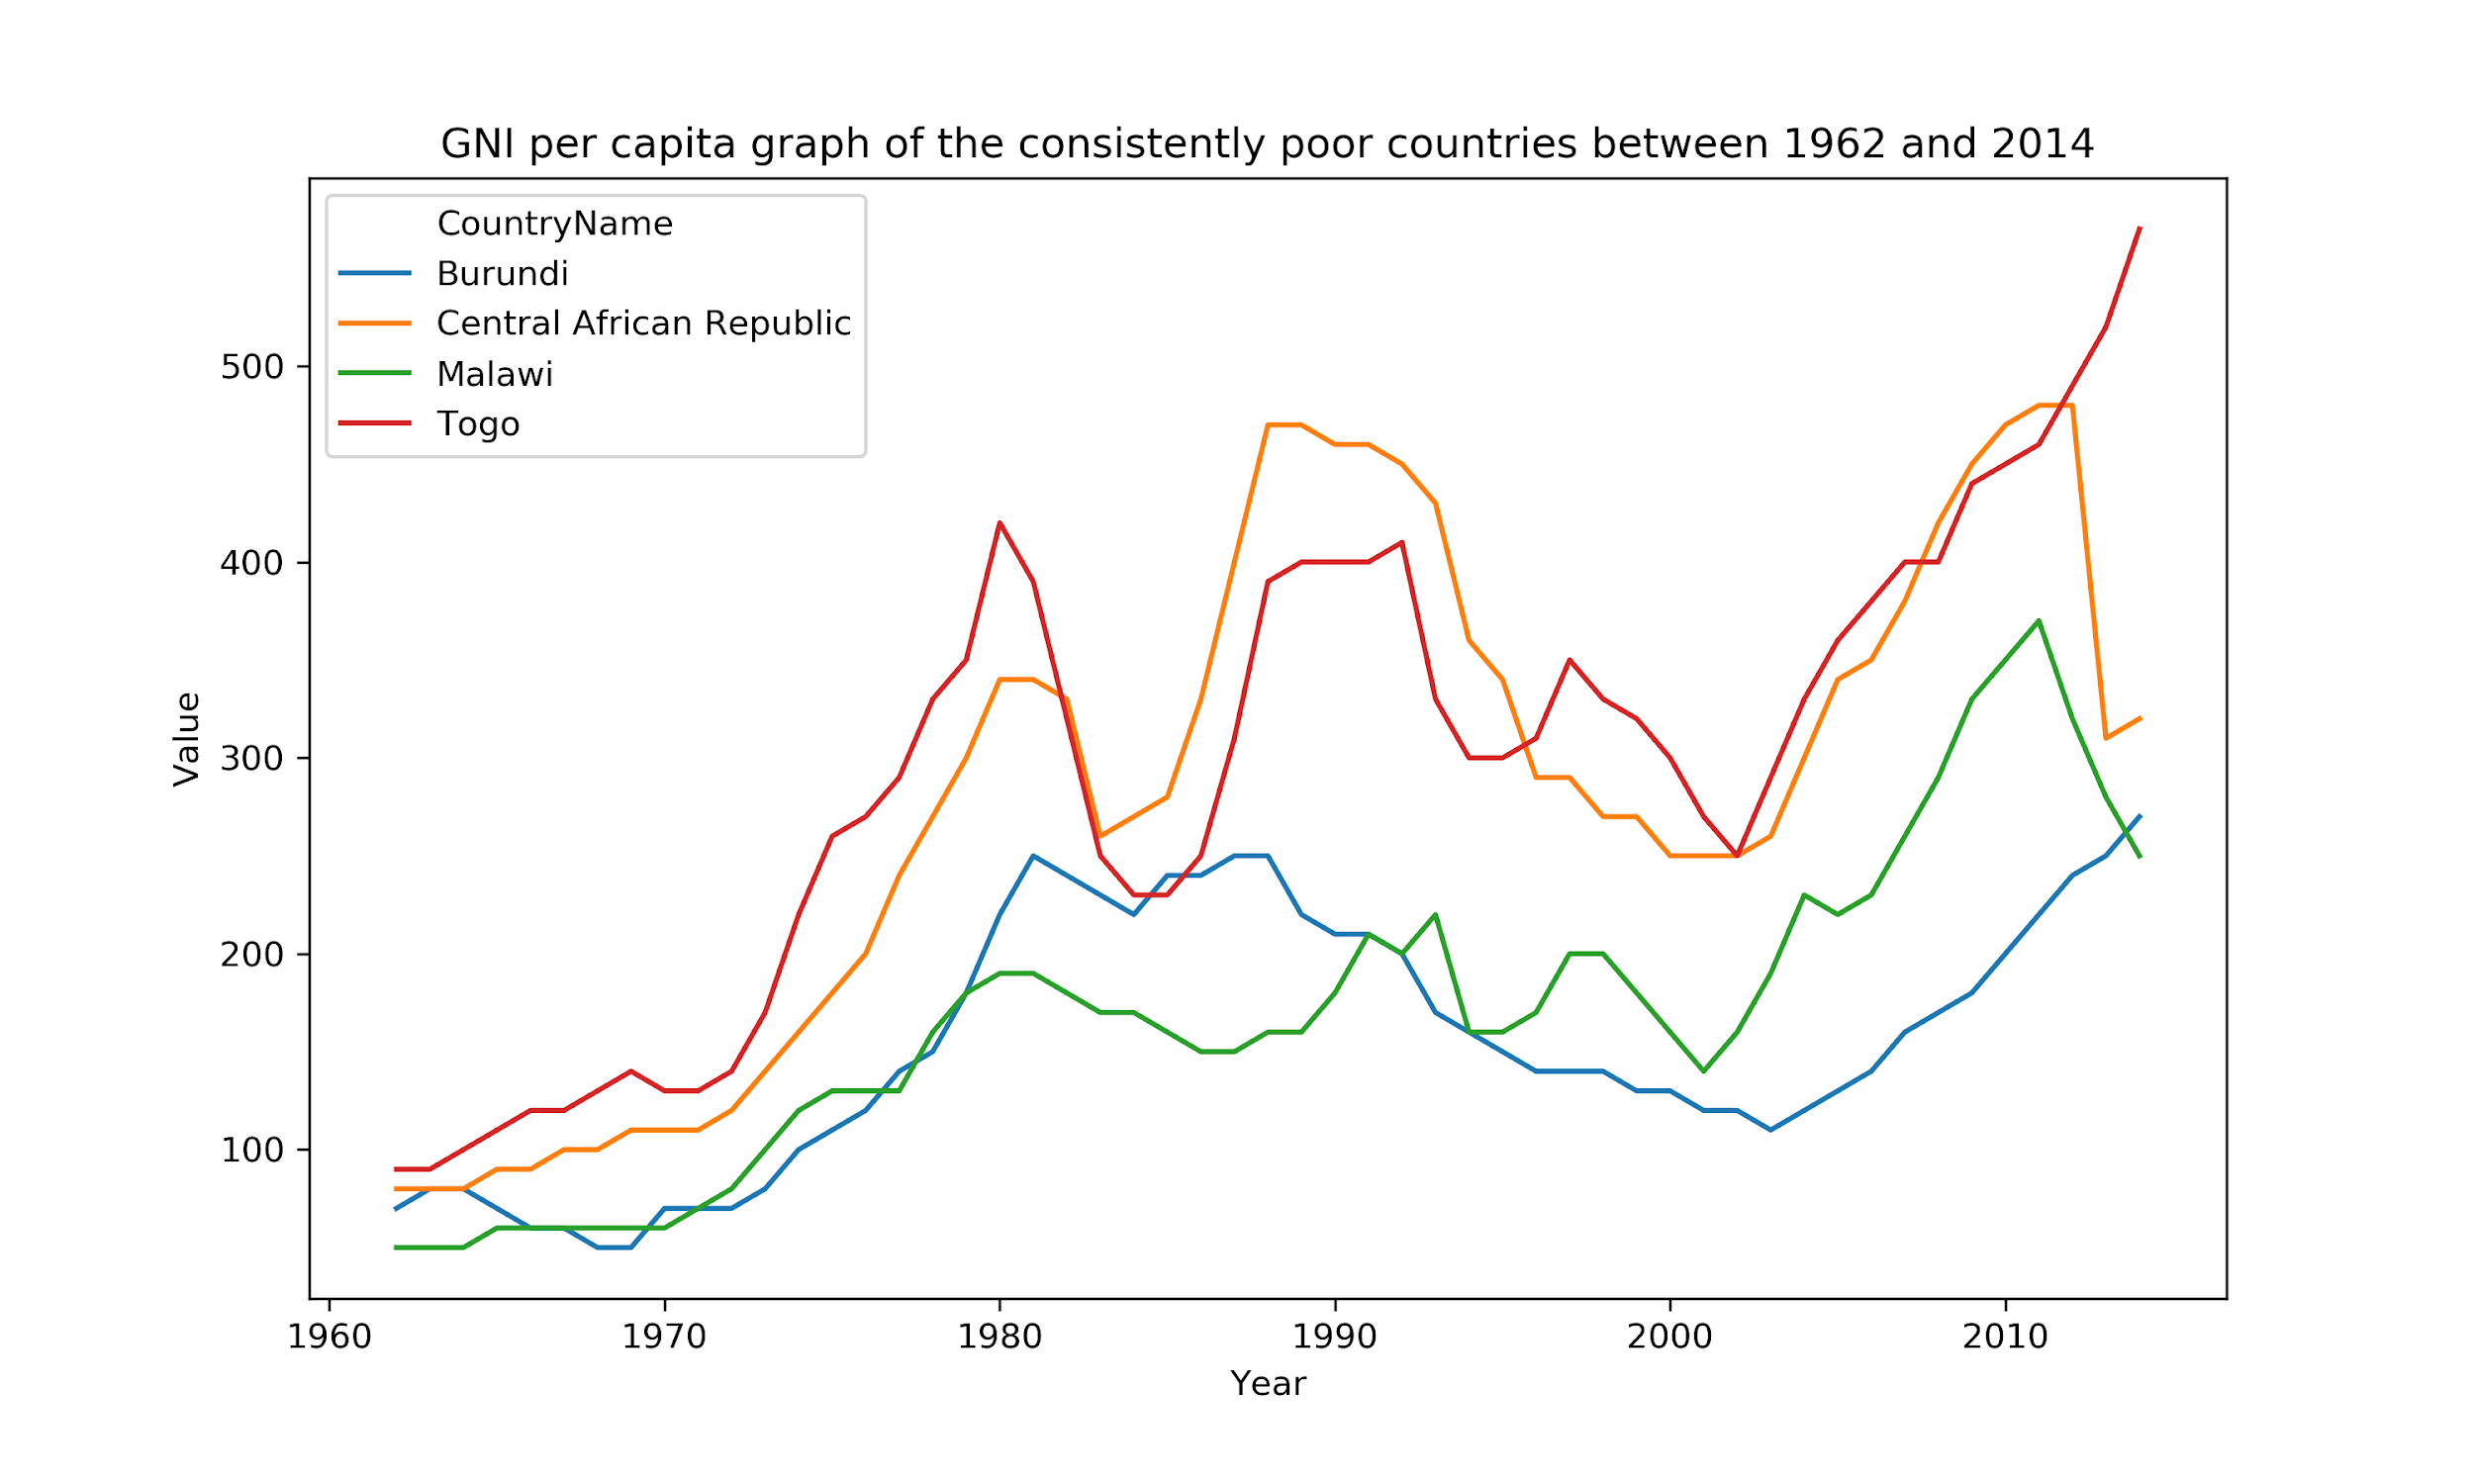 GNI per capita graph of the consistently poor countries between 1962 and 2014
CountryName
Burundi
Central African Republic
Malawi
Togo
Value
500
400
300
200
100
1960 1970 1980 1990 2000 2010
Year